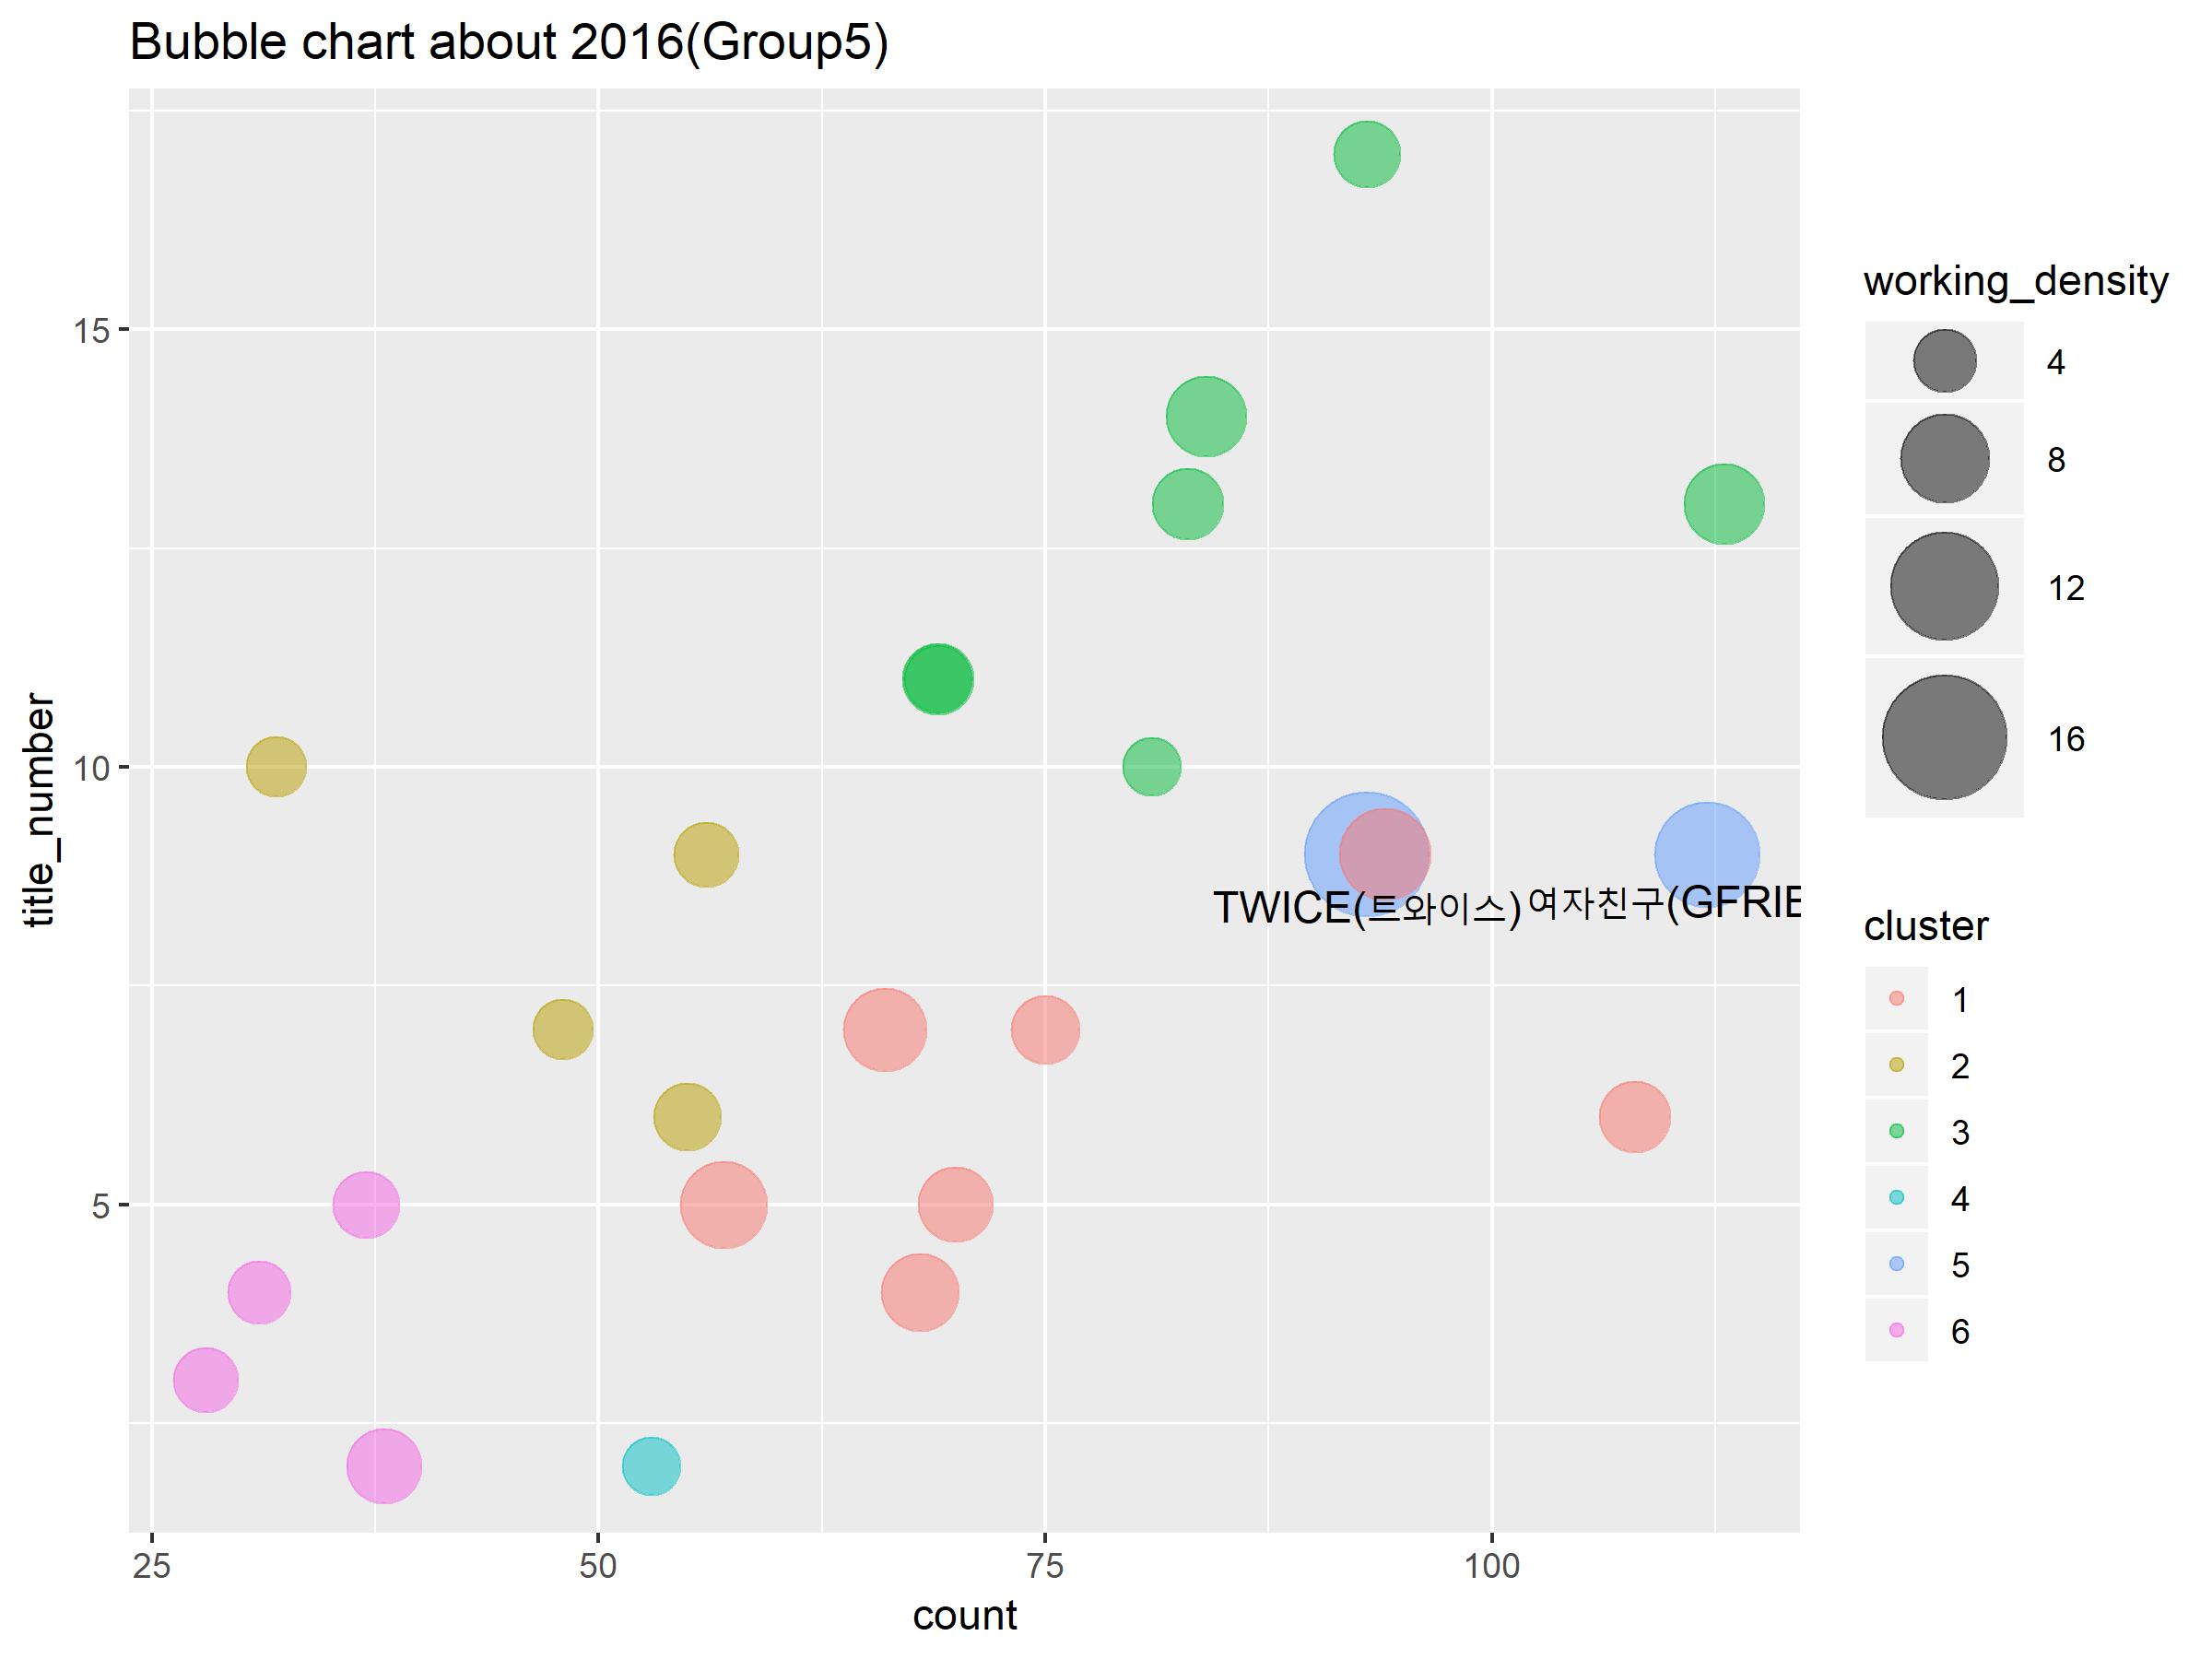 Bubble chart about 2016(Group5)
title_number
15
10
5
TWICE(트와이스)
여자친구(GFRIE
25
50
75
100
count
working_density
4
8
12
16
cluster
1
2
3
4
5
6